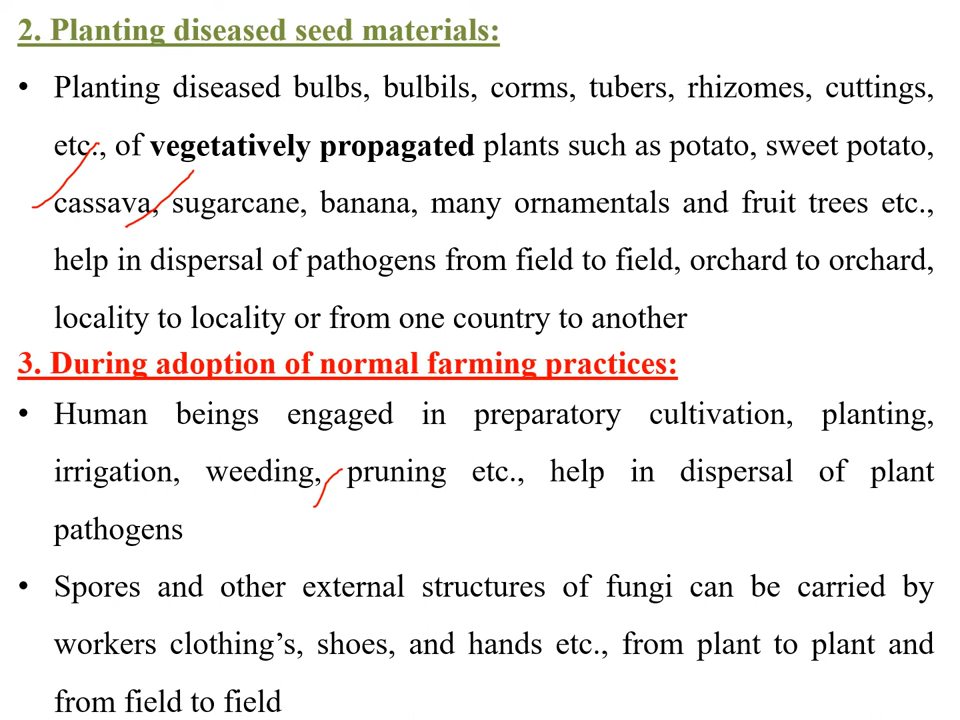 2. Planting diseased seed materials:
• Planting diseased bulbs, bulbils, corms, tubers, rhizomes, cuttings,
etc., of vegetatively propagated plants such as potato, sweet potato,
cassava, sugarcane, banana, many ornamentals and fruit trees etc.,
help in dispersal of pathogens from field to field, orchard to orchard,
locality to locality or from one country to another
3. During adoption of normal farming practices:
• Human beings engaged in preparatory cultivation, planting,
irrigation, weeding, pruning etc., help in dispersal of plant
pathogens
• Spores and other external structures of fungi can be carried by
workers clothing’s, shoes, and hands etc., from plant to plant and
from field to field